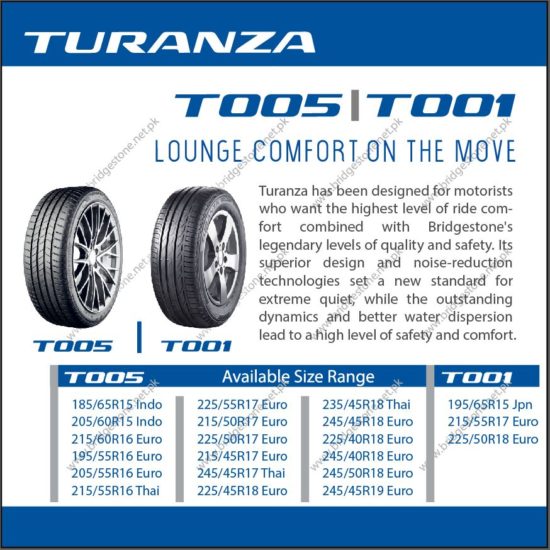 TURANZA
T005 | T001
LOUNGE COMFORT ON THE MOVE
Turanza has been designed for motorists
who want the highest level of ride com-
fort combined with Bridgestone's
legendary levels of quality and safety. Its
superior design and noise-reduction
technologies set a new standard for
extreme quiet, while the outstanding
dynamics and better water dispersion
lead to a high level of safety and comfort.
T005 | T001
T005 Available Size Range T001
185/65R15 Indo 225/55R17 Euro 235/45R18 Thai 195/65R15 Jpn
205/60R15 Indo 215/50R17 Euro 245/45R18 Euro 215/55R17 Euro
215/60R16 Euro 225/50R17 Euro 225/40R18 Euro 225/50R18 Euro
195/55R16 Euro 215/45R17 Euro 245/40R18 Euro
205/55R16 Euro 245/45R17 Thai 245/50R18 Euro
215/55R16 Thai 225/45R18 Euro 245/45R19 Euro
www.bridgestone.net.pk